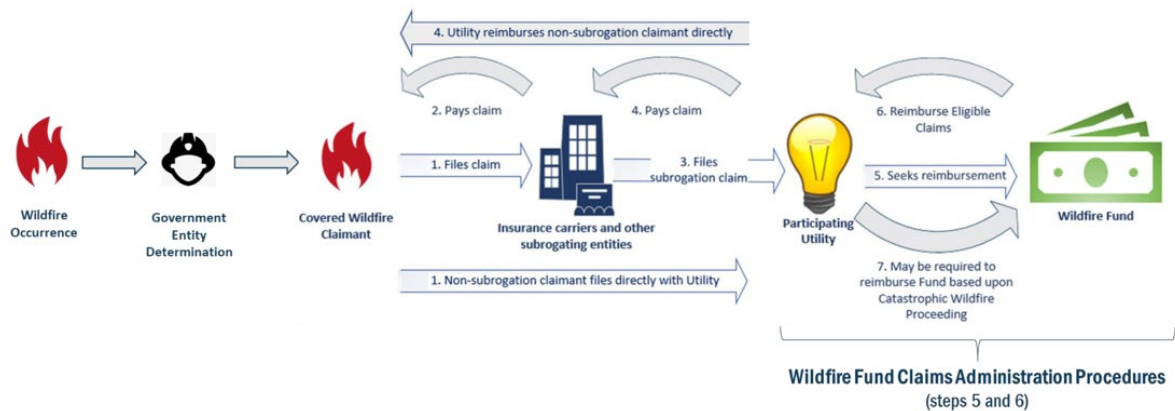 4. Utility reimburses non-subrogation claimant directly
2. Pays claim
4. Pays claim
6. Reimburse Eligible
Claims
1. Files claim
3. Files
subrogation claim
5. Seeks reimbursement
Wildfire
Occurrence
Government
Entity
Determination
Covered Wildfire
Claimant
Insurance carriers and other
subrogating entities
Participating
Utility
Wildfire Fund
1. Non-subrogation claimant files directly with Utility
7. May be required to
reimburse Fund based upon
Catastrophic Wildfire
Proceeding
Wildfire Fund Claims Administration Procedures
(steps 5 and 6)